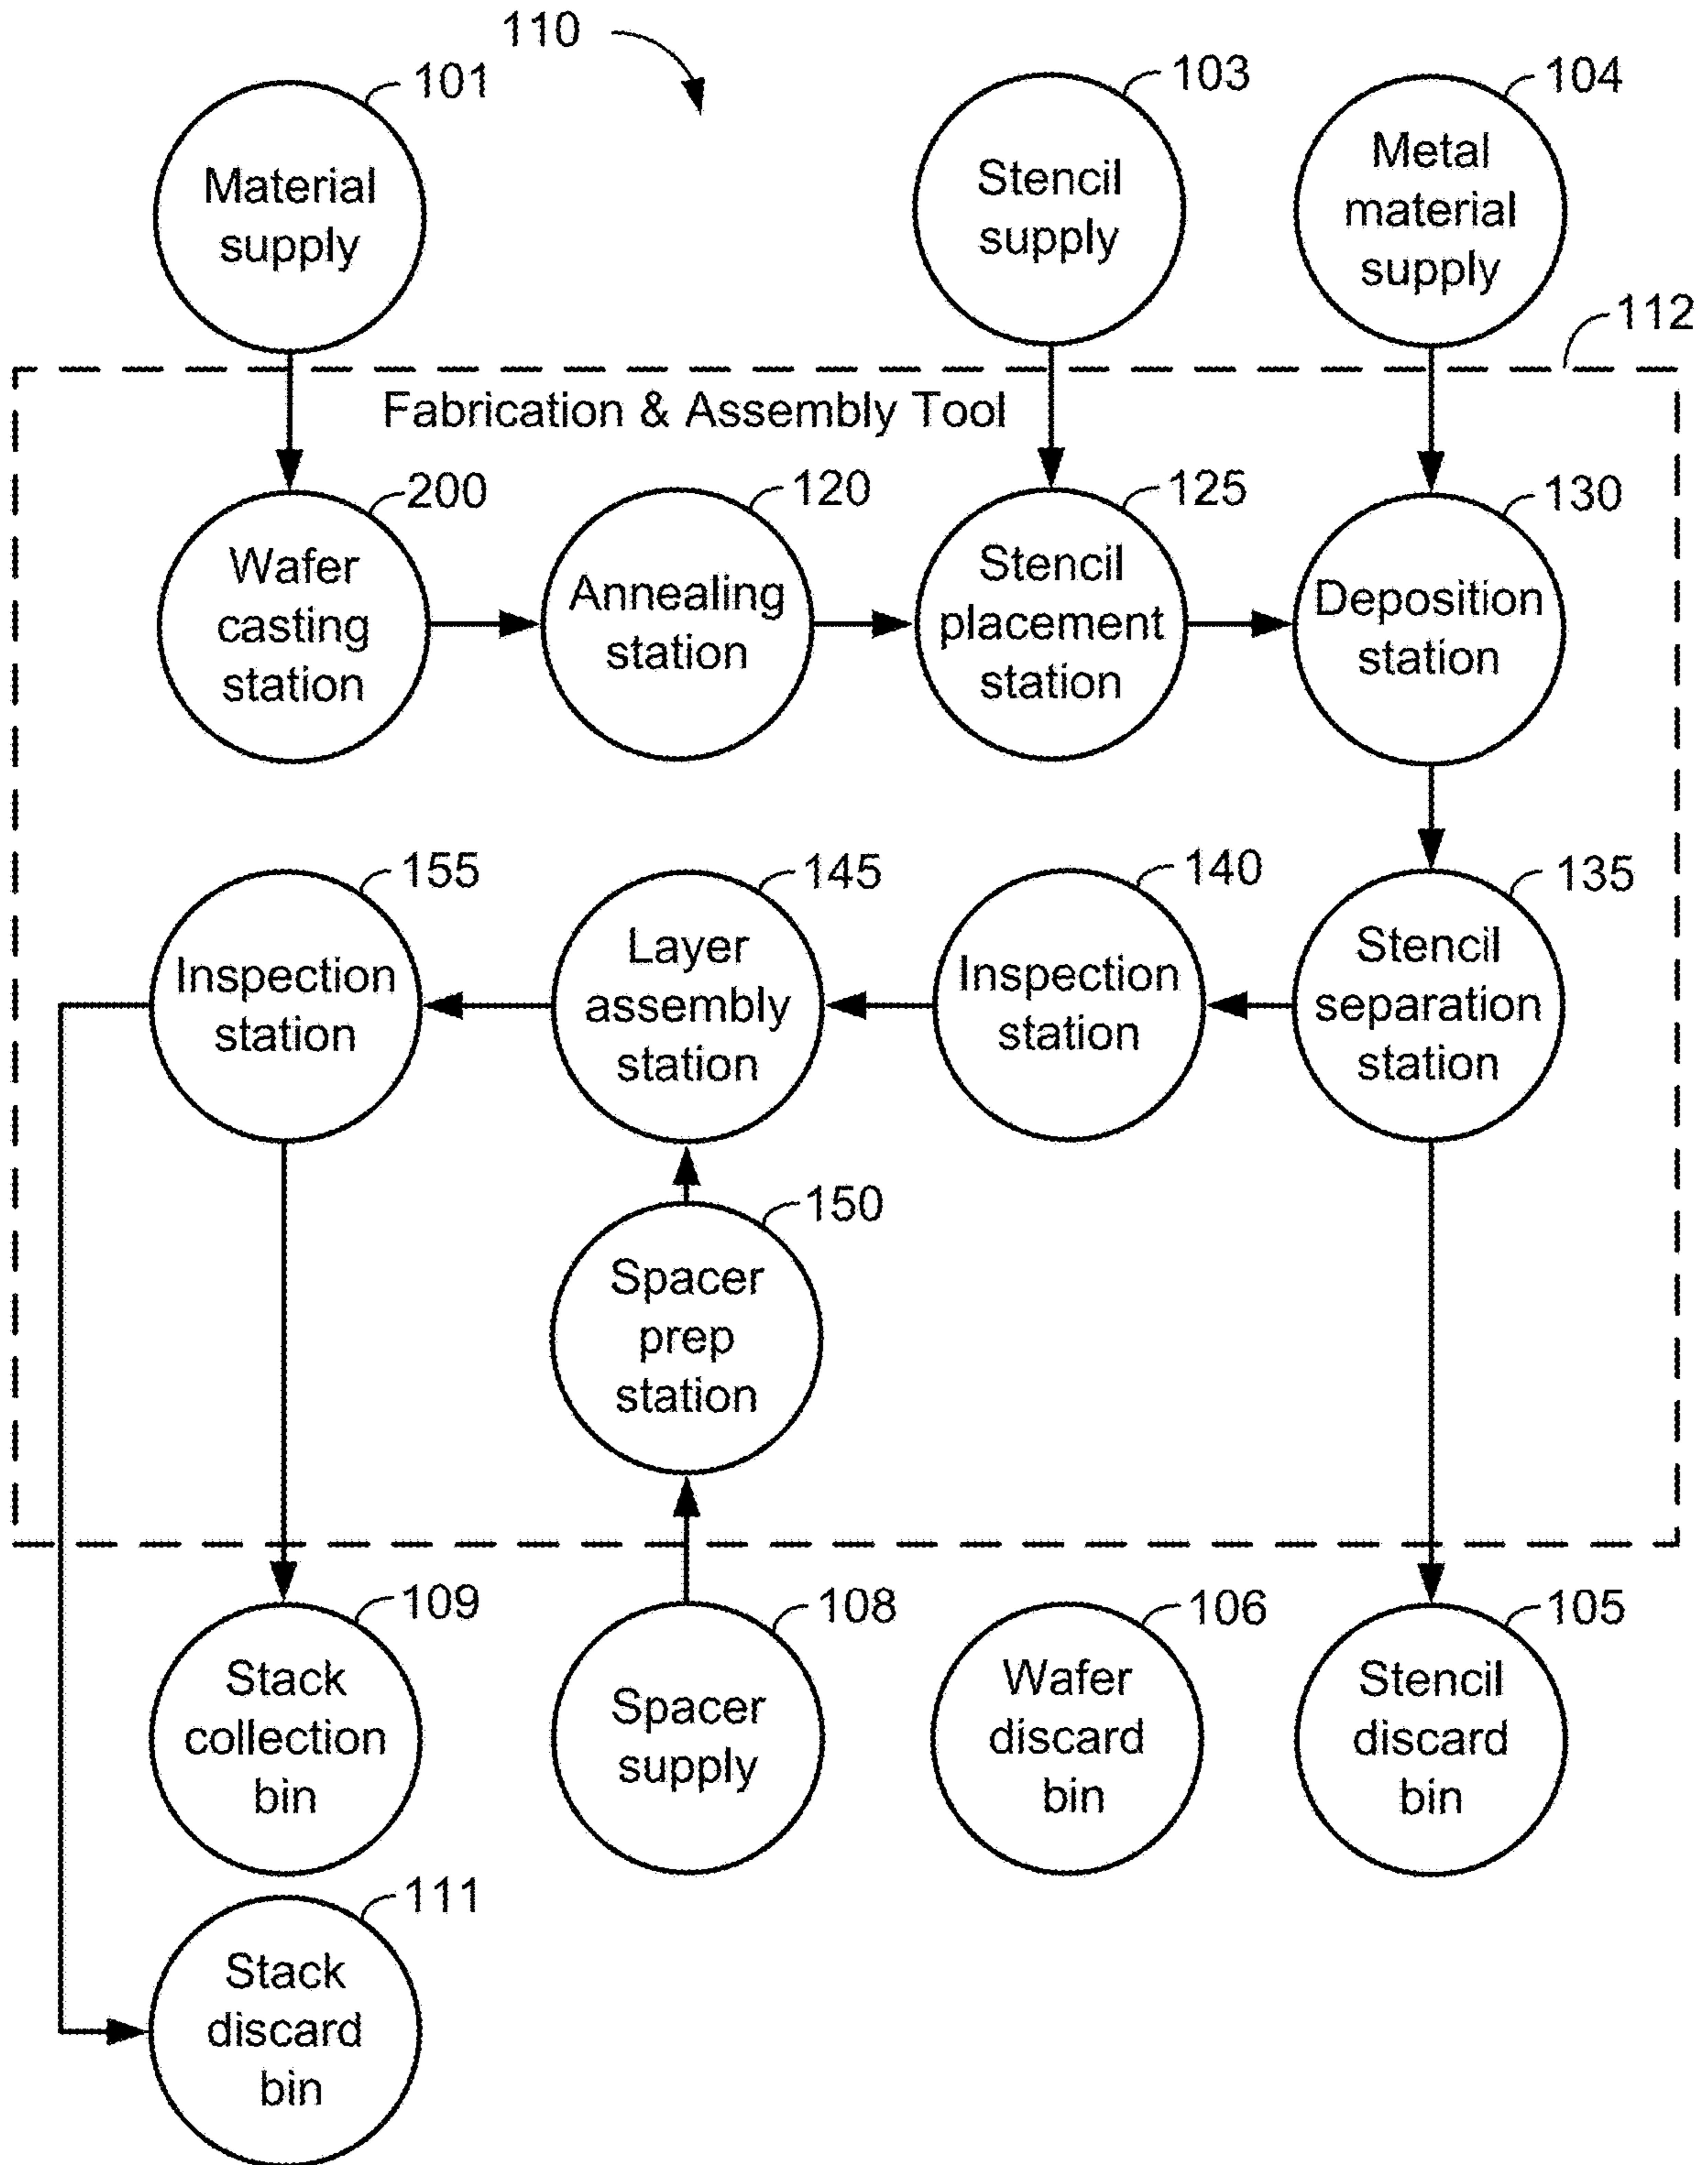 110
101
Material
supply
103
Stencil
supply
104
Metal
material
supply
112
Fabrication & Assembly Tool
200
Wafer
casting
station
120
Annealing
station
125
Stencil
placement
station
130
Deposition
station
155
Inspection
station
145
Layer
assembly
station
140
Inspection
station
135
Stencil
separation
station
150
Spacer
prep
station
109
Stack
collection
bin
108
Spacer
supply
106
Wafer
discard
bin
105
Stencil
discard
bin
111
Stack
discard
bin